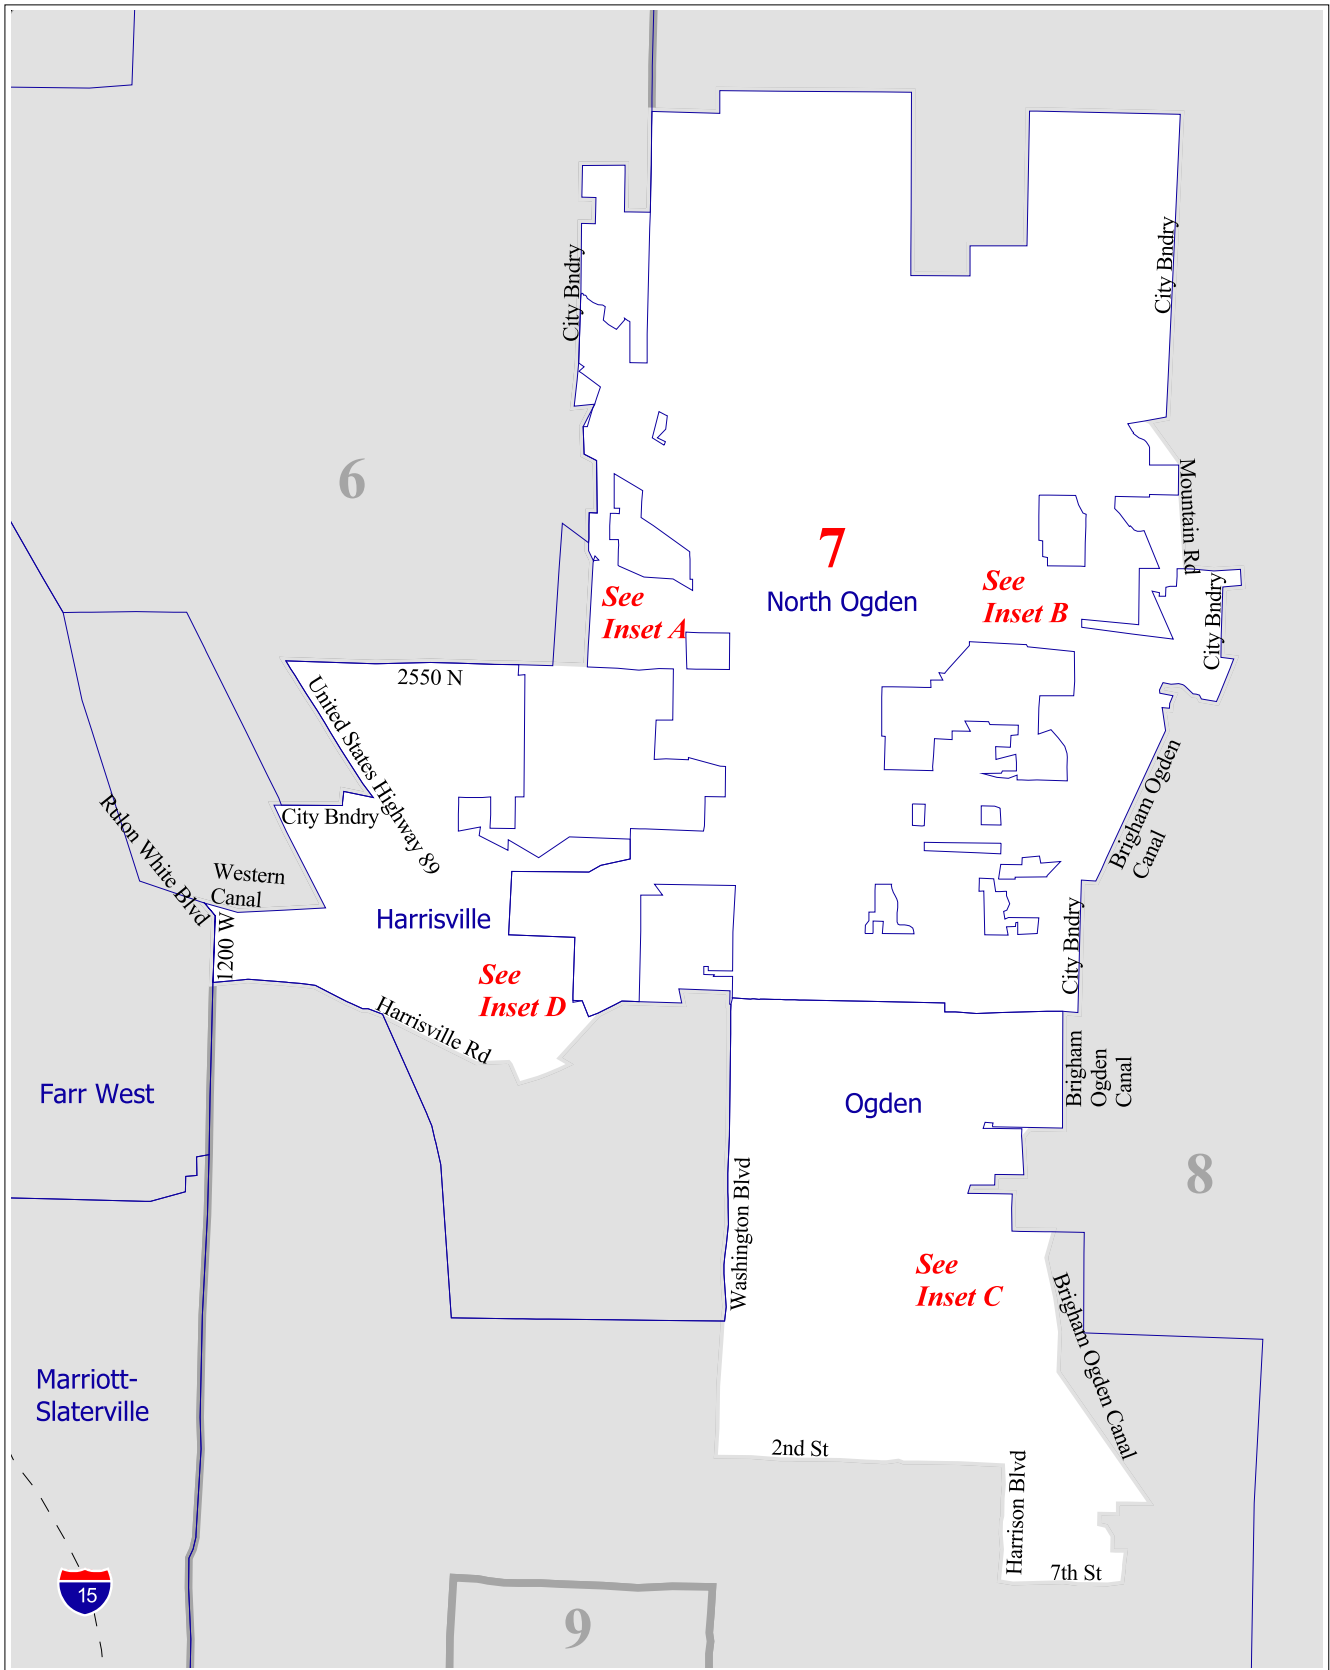 City Bndry
City Bndry
6
Mountain Rd
7
See
Inset A
North Ogden
See
Inset B
City Bndry
2550 N
United States Highway 89
City Bndry
Rulon White Blvd
Western
Canal
Brigham Ogden
Canal
1200 W
Harrisville
City Bndry
See
Inset D
Harrisville Rd
Farr West
Ogden
Brigham
Ogden
Canal
8
Washington Blvd
See
Inset C
Brigham Ogden Canal
Marriott-
Slaterville
2nd St
Harrison Blvd
7th St
15
9